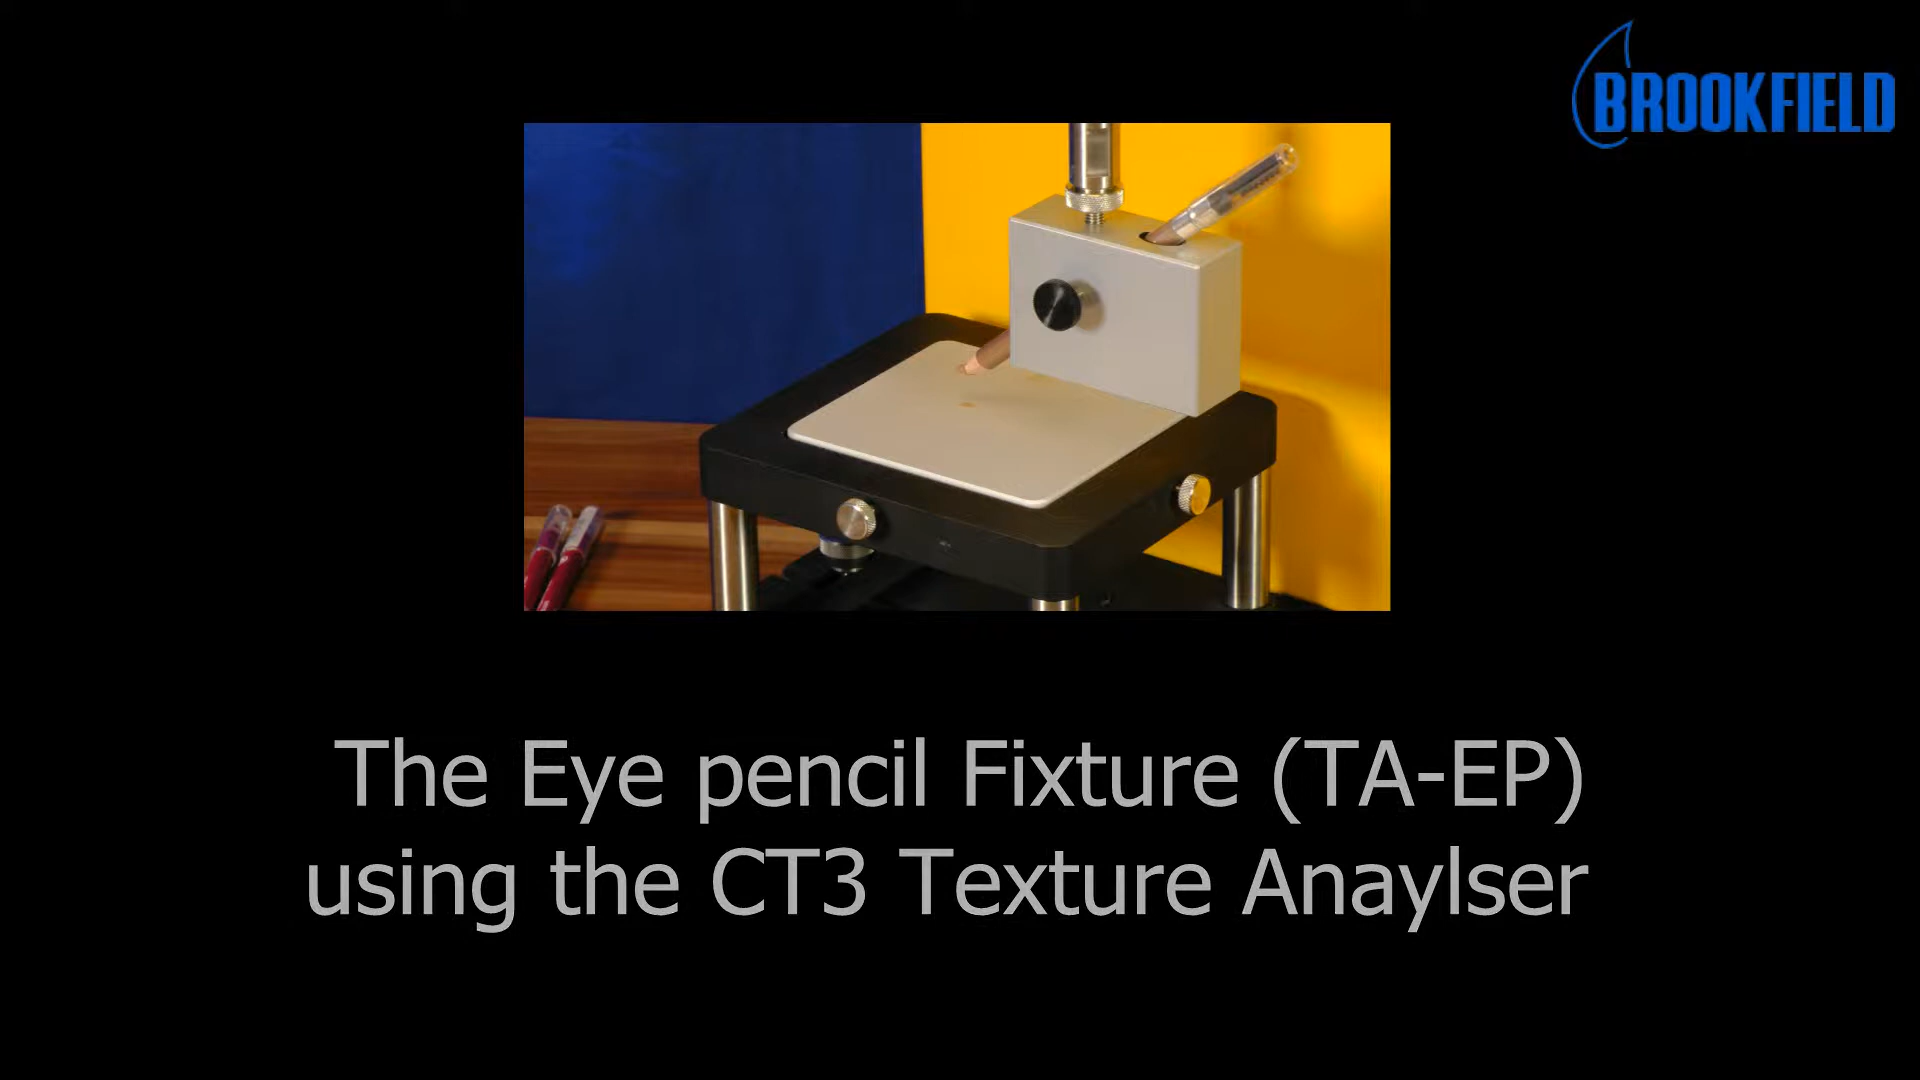 BROOKFIELD
The Eye pencil Fixture (TA-EP)
using the CT3 Texture Anaylser